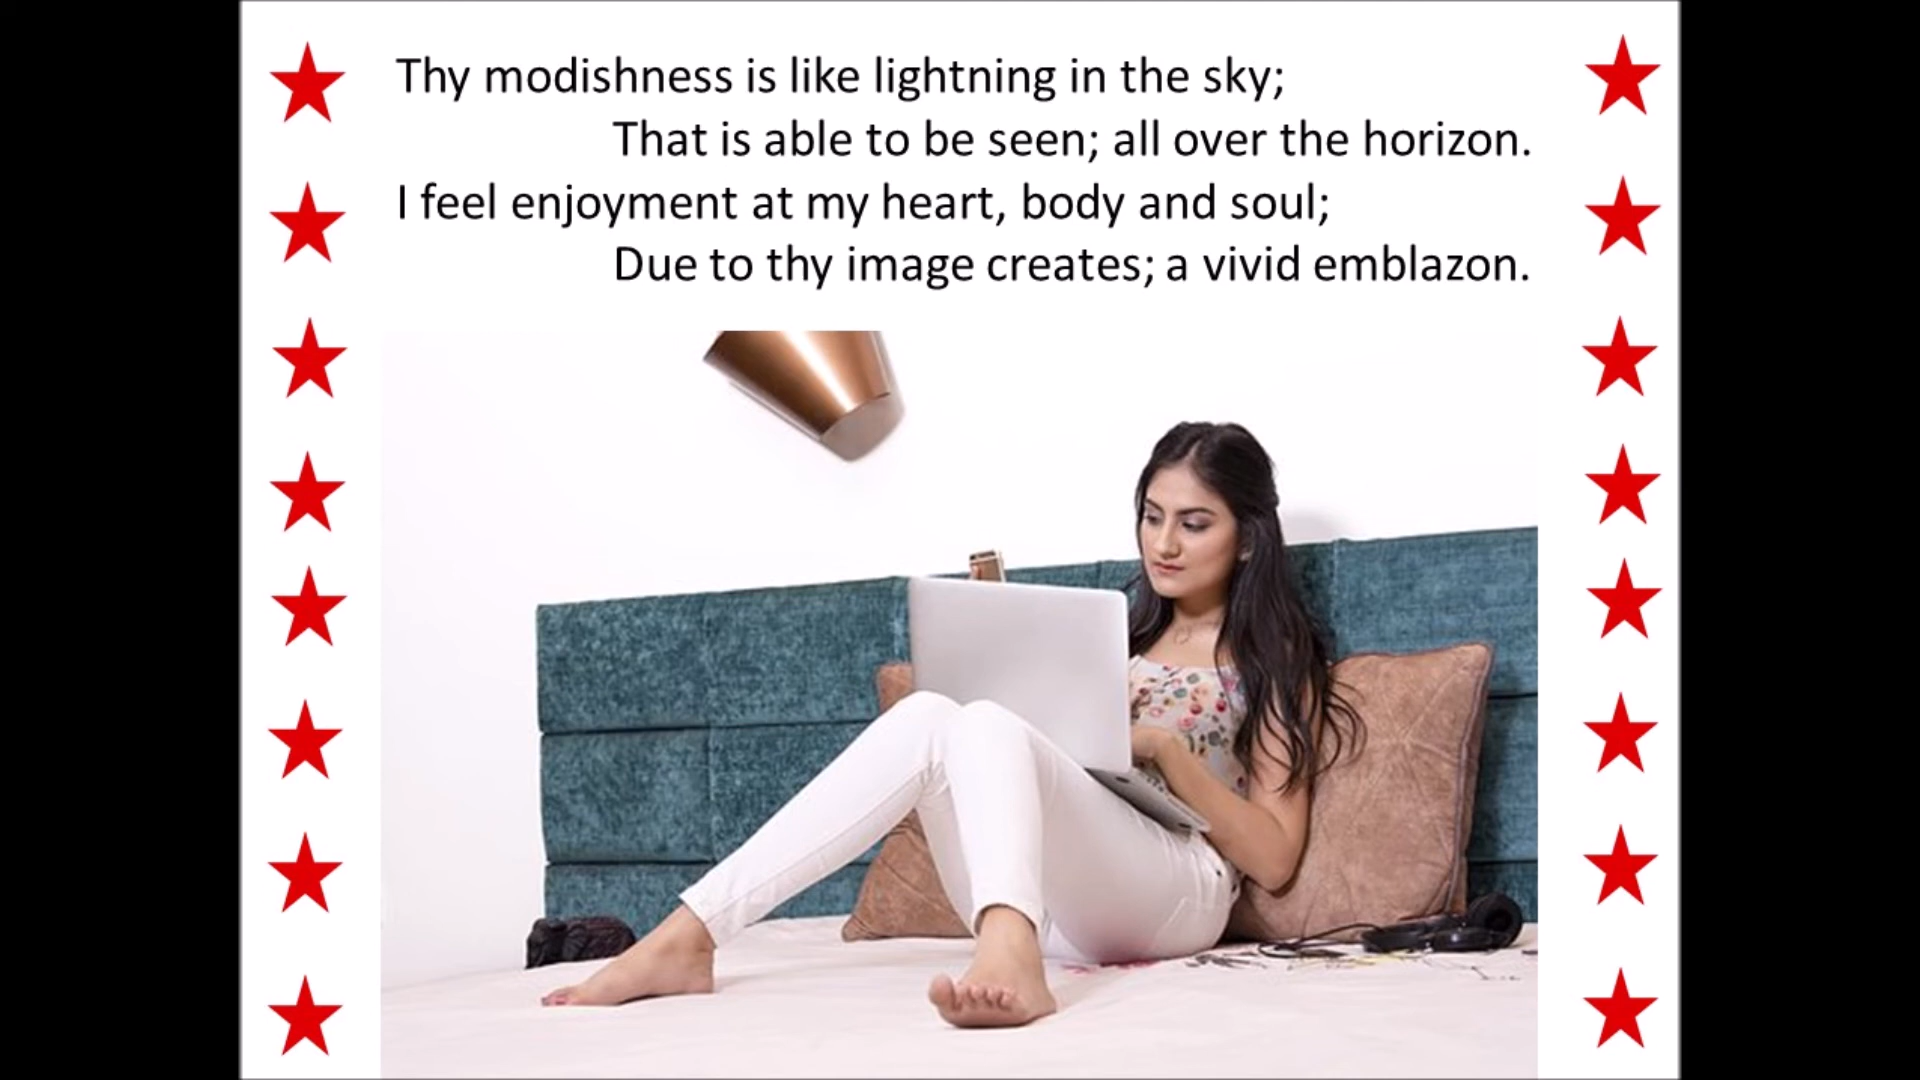 Thy modishness is like lightning in the sky;
That is able to be seen; all over the horizon.
I feel enjoyment at my heart, body and soul;
Due to thy image creates; a vivid emblazon.